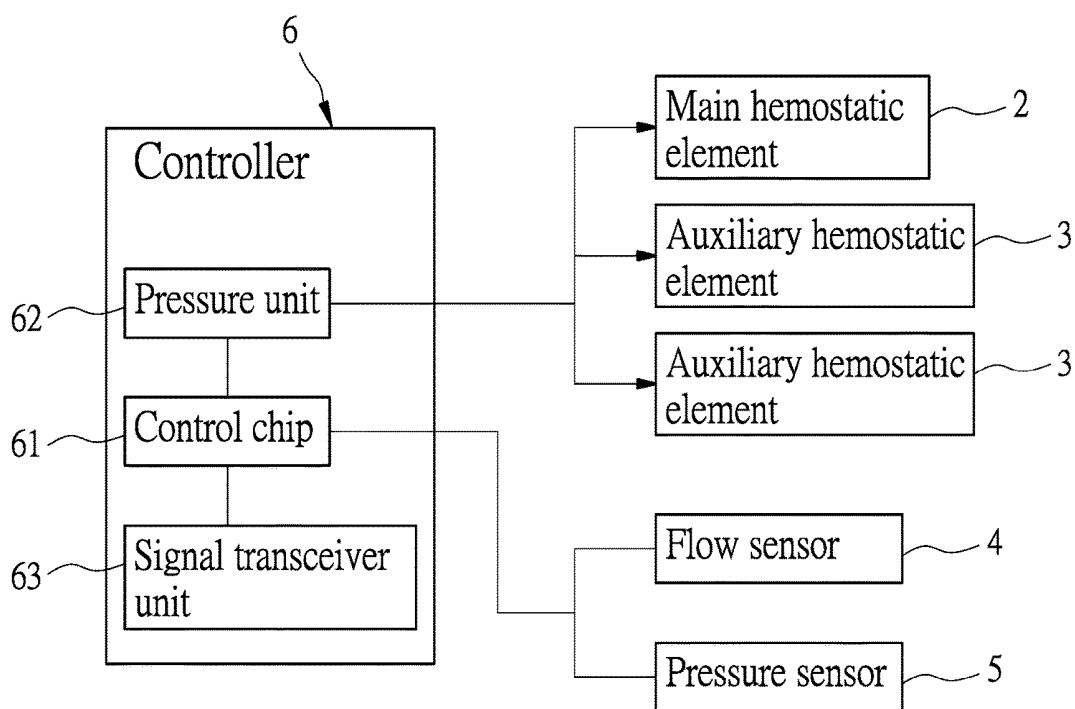 6
Controller
62
Pressure unit
61
Control chip
63
Signal transceiver
unit
Main hemostatic
element
2
Auxiliary hemostatic
element
3
Auxiliary hemostatic
element
3
Flow sensor
4
Pressure sensor
5